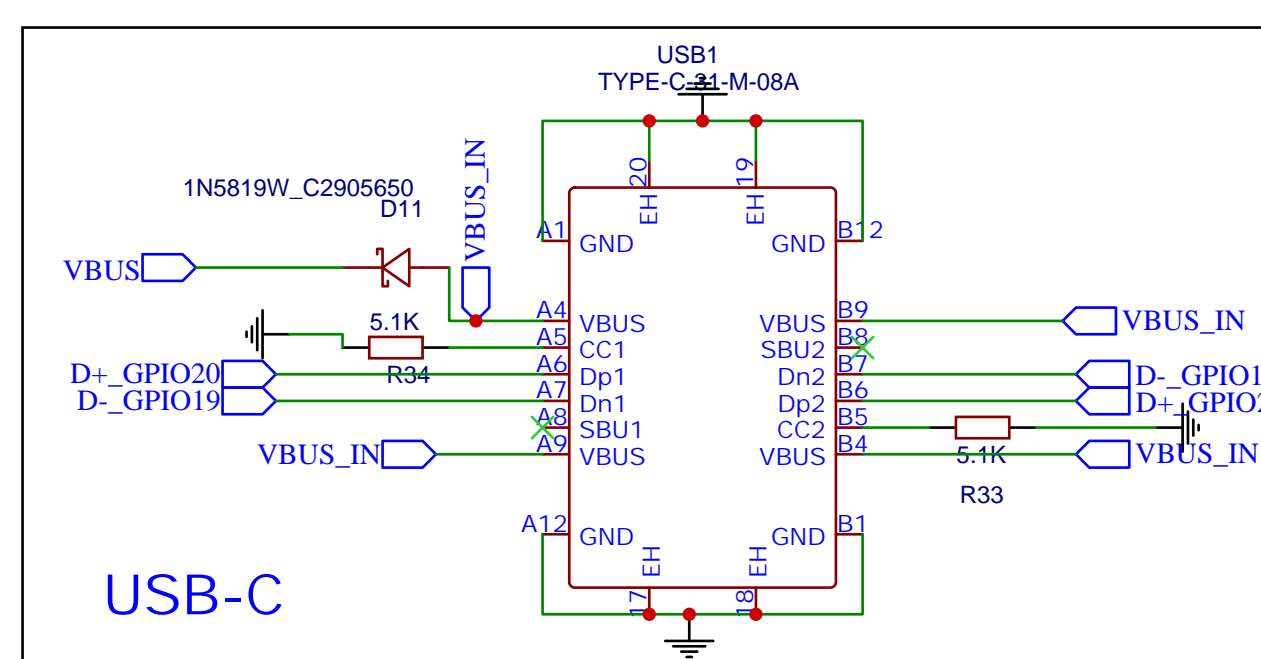 USB1
TYPE-C-31-M-08A
20
19
EH
EH
1N5819W_C2905650
D11
VBUS_IN
A1
GND
GND
B12
VBUS
A4
VBUS
VBUS
B9
VBUS_IN
5.1K
A5
CC1
SBU2
B8
R34
D+_GPIO20
A6
Dp1
Dn2
B7
D-_GPIO1
D-_GPIO19
A7
Dn1
Dp2
B6
D+_GPIO2
A8
SBU1
CC2
B5
VBUS_IN
A9
VBUS
VBUS
B4
5.1K
VBUS_IN
R33
A12
GND
GND
B1
EH
EH
17
18
USB-C